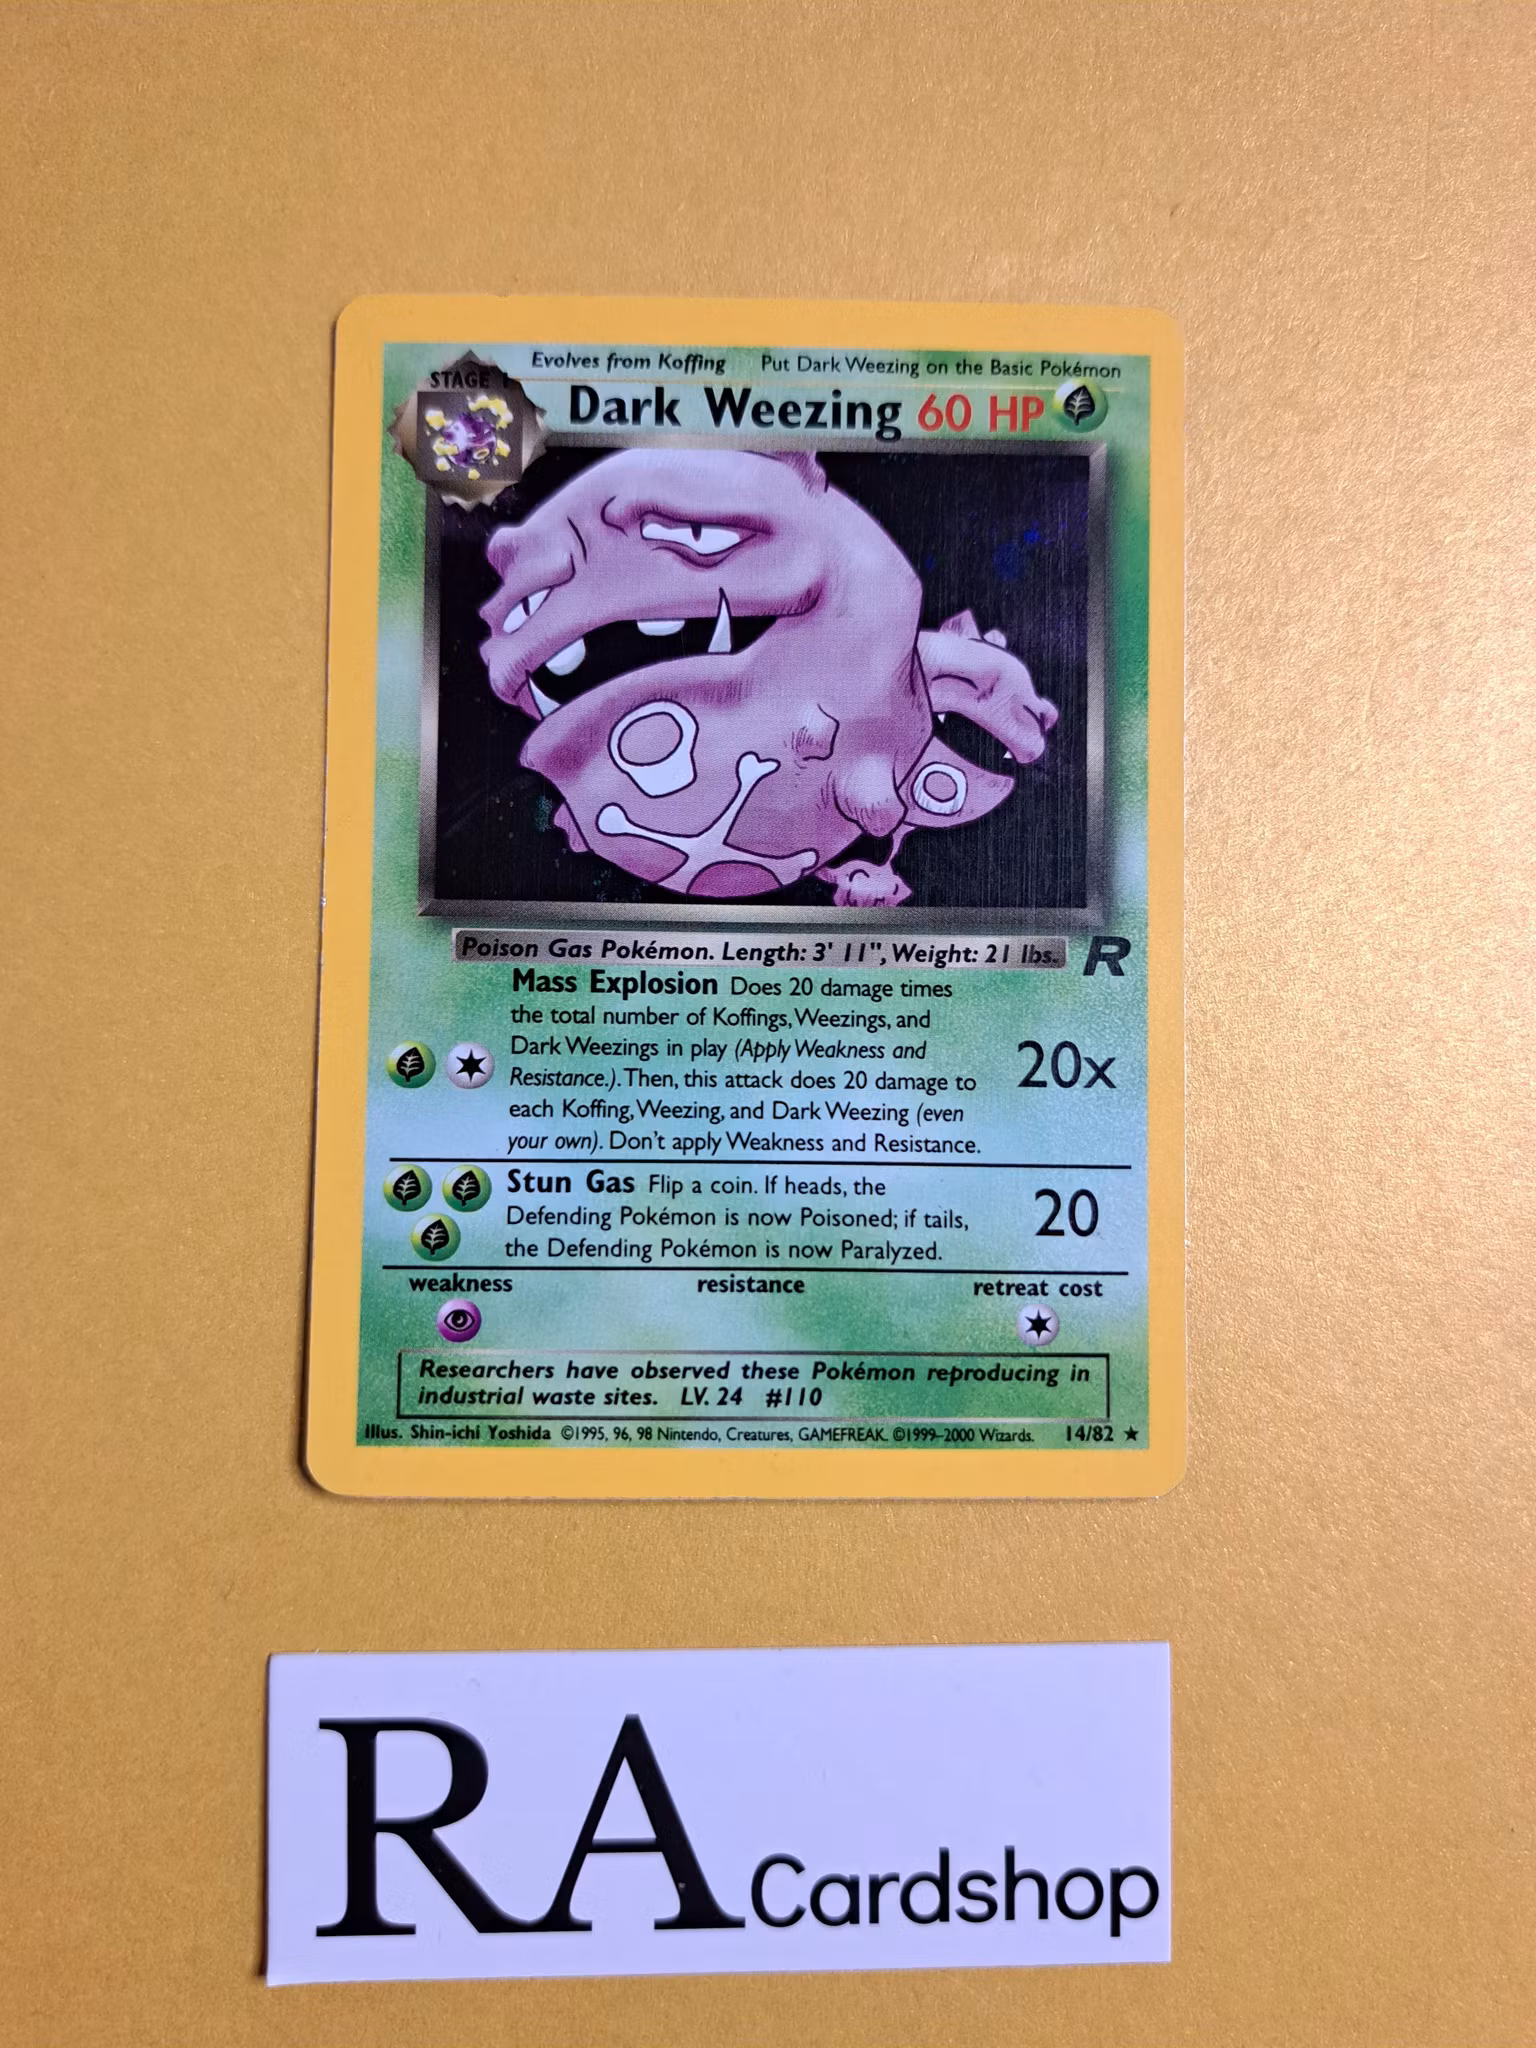 Evolves from Koffing Put Dark Weezing on the Basic Pokémon
STAGE 1
Dark Weezing 60 HP
Poison Gas Pokémon. Length: 3' 11", Weight: 21 lbs.
R
Mass Explosion Does 20 damage times
the total number of Koffings, Weezings, and
Dark Weezings in play (Apply Weakness and
Resistance.). Then, this attack does 20 damage to
each Koffing, Weezing, and Dark Weezing (even
your own). Don't apply Weakness and Resistance.
20x
Stun Gas Flip a coin. If heads, the
Defending Pokémon is now Poisoned; if tails,
the Defending Pokémon is now Paralyzed.
20
weakness resistance retreat cost
Researchers have observed these Pokémon reproducing in
industrial waste sites. LV. 24 #110
Illus. Shin-ichi Yoshida ©1995, 96, 98 Nintendo, Creatures, GAMEFREAK. ©1999-2000 Wizards. 14/82 ★
RA Cardshop